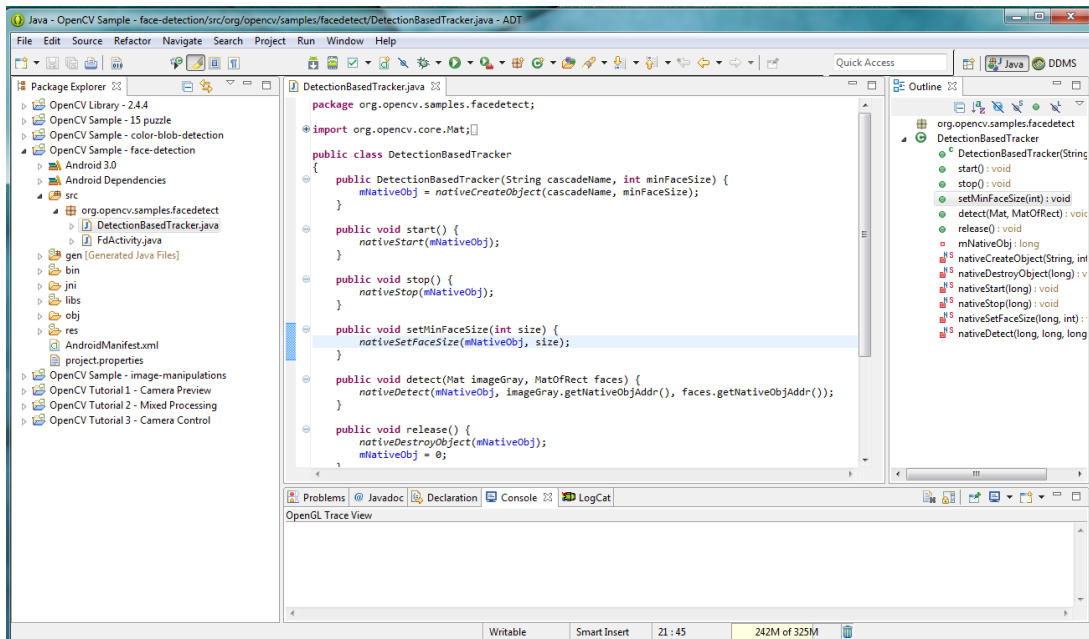 Java - OpenCV Sample - face-detection/src/org/opencv/samples/facedetect/DetectionBasedTracker.java - ADT
File Edit Source Refactor Navigate Search Project Run Window Help
Quick Access
Java
DDMS
Package Explorer
OpenCV Library - 2.4.4
OpenCV Sample - 15 puzzle
OpenCV Sample - color-blob-detection
OpenCV Sample - face-detection
Android 3.0
Android Dependencies
src
org.opencv.samples.facedetect
DetectionBasedTracker.java
FdActivity.java
gen [Generated Java Files]
bin
jni
libs
obj
res
AndroidManifest.xml
project.properties
OpenCV Sample - image-manipulations
OpenCV Tutorial 1 - Camera Preview
OpenCV Tutorial 2 - Mixed Processing
OpenCV Tutorial 3 - Camera Control
DetectionBasedTracker.java
package org.opencv.samples.facedetect;
import org.opencv.core.Mat;
public class DetectionBasedTracker
{
public DetectionBasedTracker(String cascadeName, int minFaceSize) {
mNativeObj = nativeCreateObject(cascadeName, minFaceSize);
}
public void start() {
nativeStart(mNativeObj);
}
public void stop() {
nativeStop(mNativeObj);
}
public void setMinFaceSize(int size) {
nativeSetFaceSize(mNativeObj, size);
}
public void detect(Mat imageGray, MatOfRect faces) {
nativeDetect(mNativeObj, imageGray.getNativeObjAddr(), faces.getNativeObjAddr());
}
public void release() {
nativeDestroyObject(mNativeObj);
mNativeObj = 0;
Outline
org.opencv.samples.facedetect
DetectionBasedTracker
DetectionBasedTracker(String
start() : void
stop() : void
setMinFaceSize(int) : void
detect(Mat, MatOfRect) : void
release() : void
mNativeObj : long
nativeCreateObject(String, int
nativeDestroyObject(long) : v
nativeStart(long) : void
nativeStop(long) : void
nativeSetFaceSize(long, int) :
nativeDetect(long, long, long
Problems @ Javadoc Declaration Console LogCat
OpenGL Trace View
Writable Smart Insert 21 : 45 242M of 325M